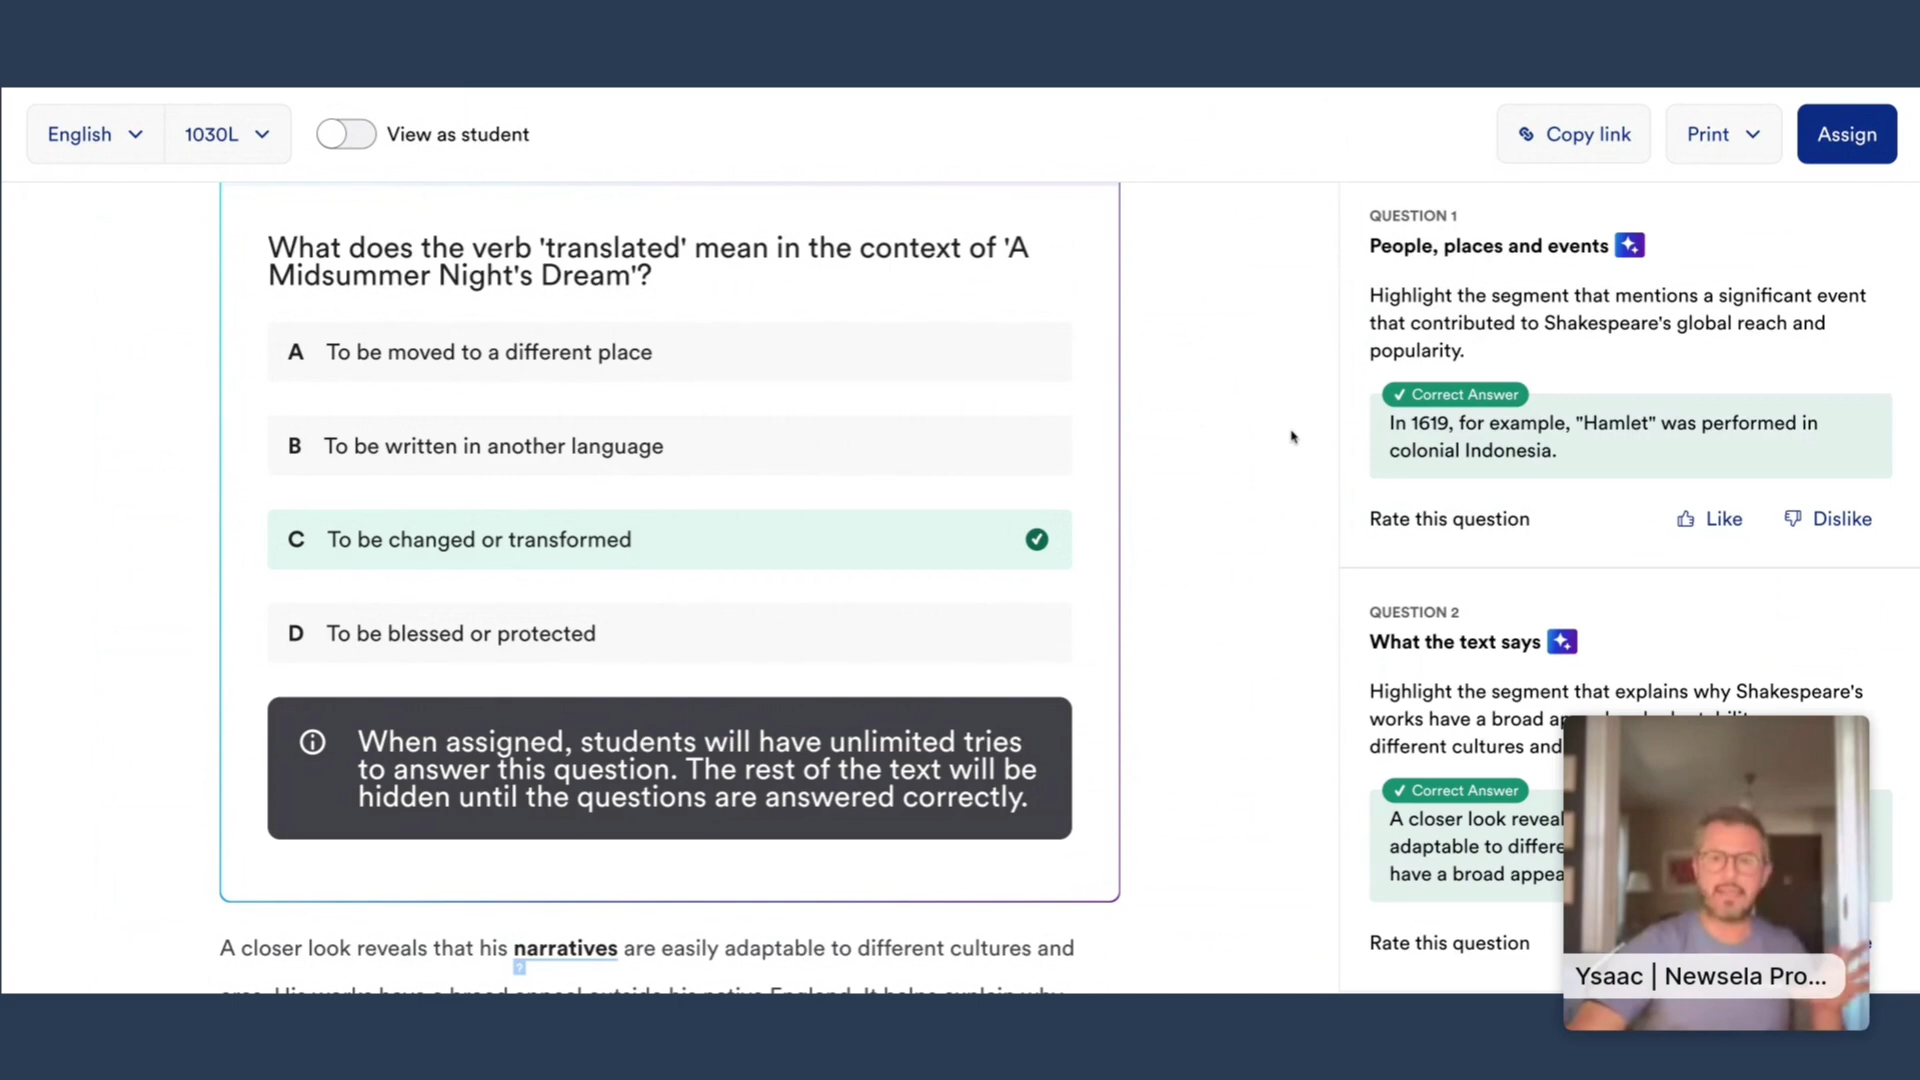 English
1030L
View as student
Copy link
Print
Assign
What does the verb 'translated' mean in the context of 'A
Midsummer Night's Dream'?
A To be moved to a different place
B To be written in another language
C To be changed or transformed
D To be blessed or protected
When assigned, students will have unlimited tries
to answer this question. The rest of the text will be
hidden until the questions are answered correctly.
A closer look reveals that his narratives are easily adaptable to different cultures and
?
QUESTION 1
People, places and events
Highlight the segment that mentions a significant event
that contributed to Shakespeare's global reach and
popularity.
✓ Correct Answer
In 1619, for example, "Hamlet" was performed in
colonial Indonesia.
Rate this question
Like
Dislike
QUESTION 2
What the text says
Highlight the segment that explains why Shakespeare's
works have a broad
different cultures and
✓ Correct Answer
A closer look reveal
adaptable to differe
have a broad appea
Rate this question
Ysaac | Newsela Pro...